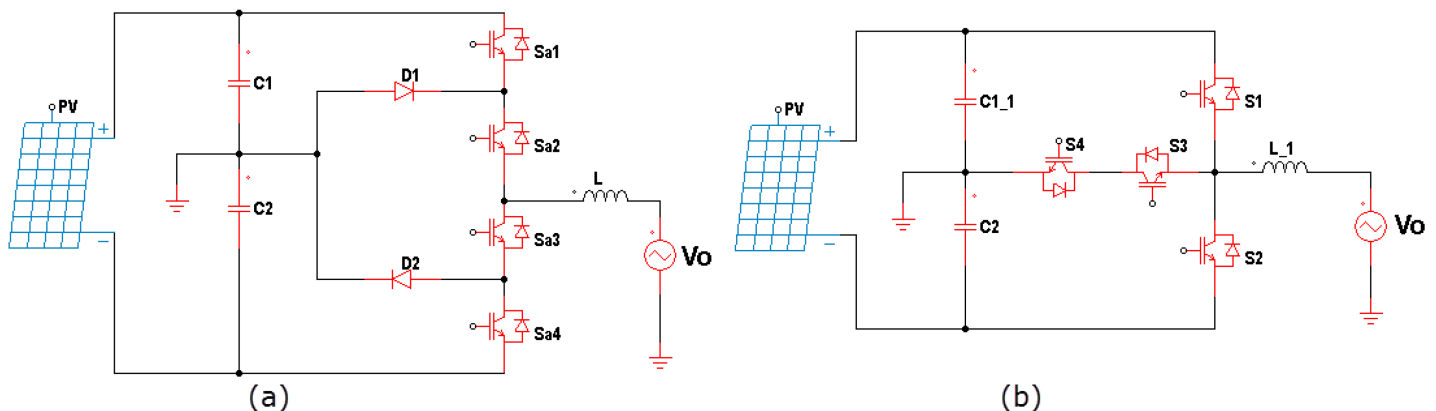 PV
+
−
C1
C2
D1
D2
Sa1
Sa2
Sa3
Sa4
L
Vo
(a)
PV
+
−
C1_1
C2
S4
S3
S1
S2
L_1
Vo
(b)